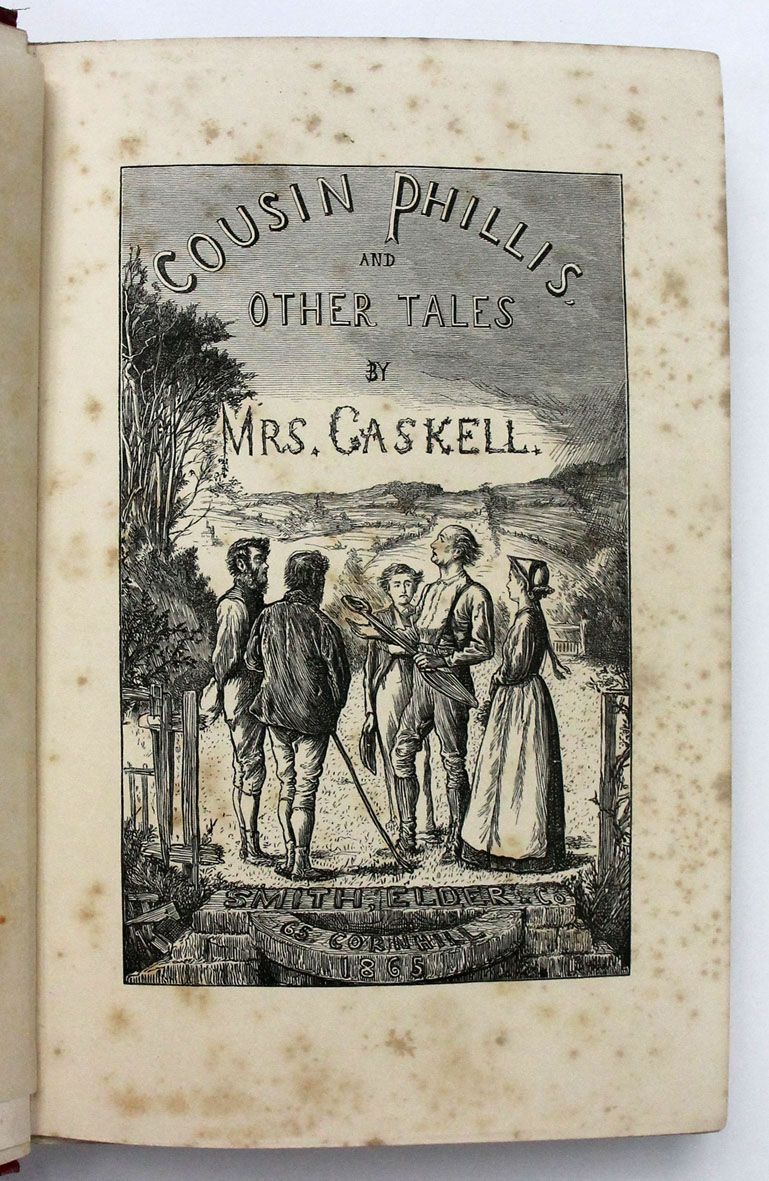 COUSIN PHILLIS,
AND
OTHER TALES
BY
MRS. GASKELL.
SMITH, ELDER & Co
65 CORNHILL
1865